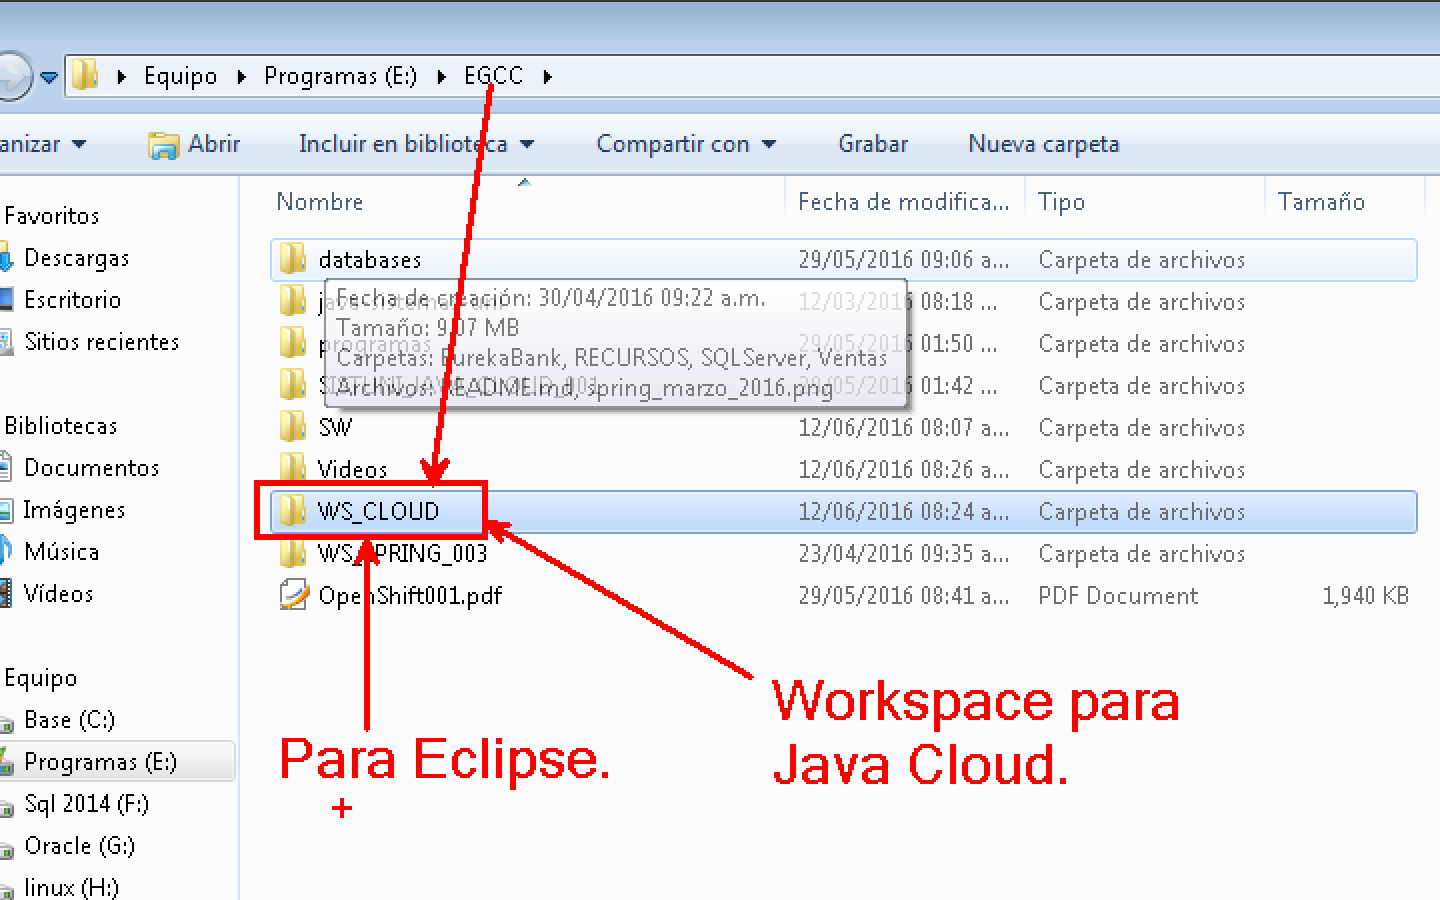 Equipo Programas (E:) EGCC
anizar Abrir Incluir en biblioteca Compartir con Grabar Nueva carpeta
Nombre Fecha de modifica... Tipo Tamaño
Favoritos
Descargas
Escritorio
Sitios recientes
Bibliotecas
Documentos
Imágenes
Música
Vídeos
Equipo
Base (C:)
Programas (E:)
Sql 2014 (F:)
Oracle (G:)
linux (H:)
databases 29/05/2016 09:06 a... Carpeta de archivos
12/03/2016 08:18 ... Carpeta de archivos
programas 29/05/2016 01:50 ... Carpeta de archivos
29/05/2016 01:42 ... Carpeta de archivos
Fecha de creación: 30/04/2016 09:22 a.m.
Tamaño: 9.07 MB
Carpetas: EurekaBank, RECURSOS, SQLServer, Ventas
Archivos: README.md, spring_marzo_2016.png
SW 12/06/2016 08:07 a... Carpeta de archivos
Videos 12/06/2016 08:26 a... Carpeta de archivos
WS_CLOUD 12/06/2016 08:24 a... Carpeta de archivos
WS_SPRING_003 23/04/2016 09:35 a... Carpeta de archivos
OpenShift001.pdf 29/05/2016 08:41 a... PDF Document 1,940 KB
Workspace para
Java Cloud.
Para Eclipse.